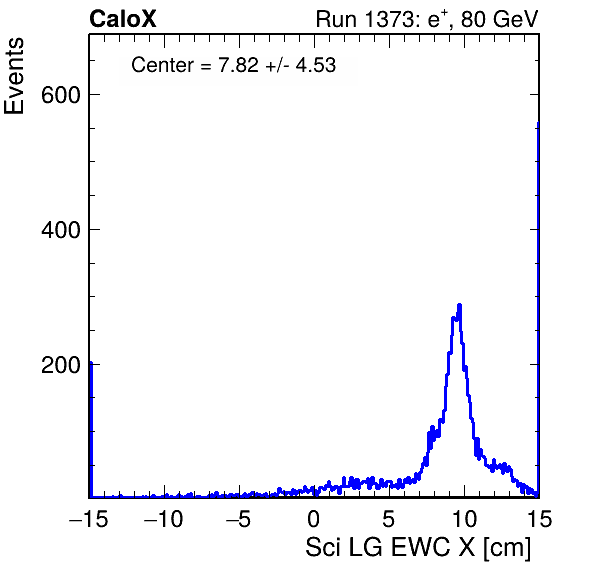 CaloX Run 1373: e⁺, 80 GeV
Center = 7.82 +/- 4.53
Events
600
400
200
−15 −10 −5 0 5 10 15
Sci LG EWC X [cm]